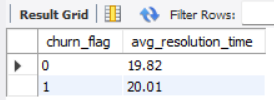 Result Grid Filter Rows:
churn_flag avg_resolution_time
0 19.82
1 20.01